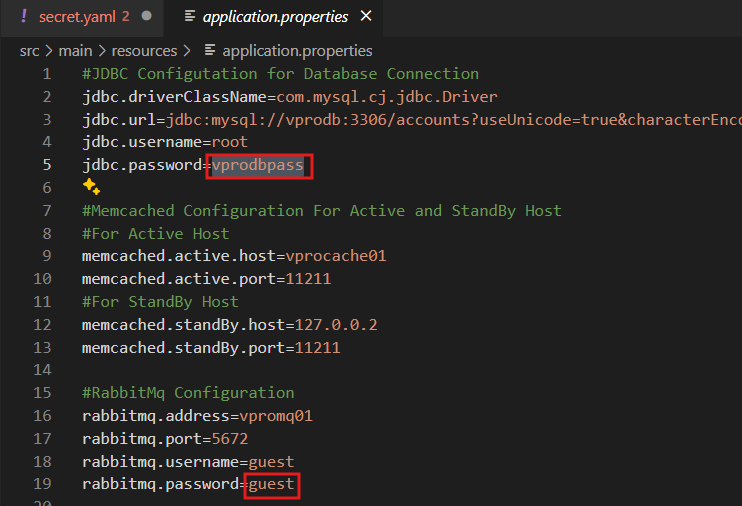 ! secret.yaml 2 ● application.properties ×
src > main > resources > application.properties
1 #JDBC Configutation for Database Connection
2 jdbc.driverClassName=com.mysql.cj.jdbc.Driver
3 jdbc.url=jdbc:mysql://vprodb:3306/accounts?useUnicode=true&characterEnco
4 jdbc.username=root
5 jdbc.password=vprodbpass
6
7 #Memcached Configuration For Active and StandBy Host
8 #For Active Host
9 memcached.active.host=vprocache01
10 memcached.active.port=11211
11 #For StandBy Host
12 memcached.standBy.host=127.0.0.2
13 memcached.standBy.port=11211
14
15 #RabbitMq Configuration
16 rabbitmq.address=vpromq01
17 rabbitmq.port=5672
18 rabbitmq.username=guest
19 rabbitmq.password=guest
20